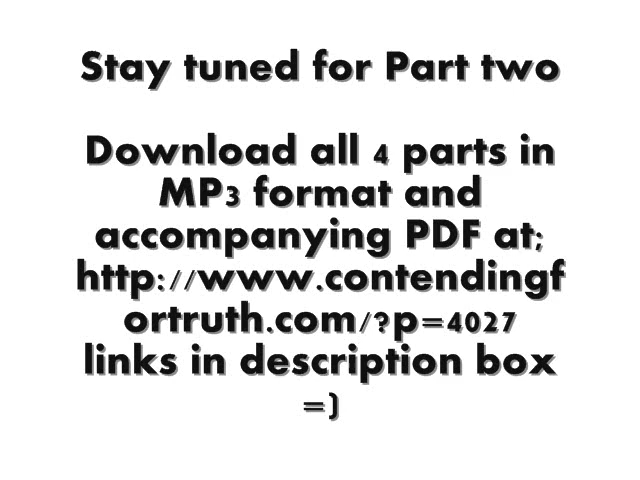 Stay tuned for Part two
Download all 4 parts in
MP3 format and
accompanying PDF at;
http://www.contendingf
ortruth.com/?p=4027
links in description box
=)